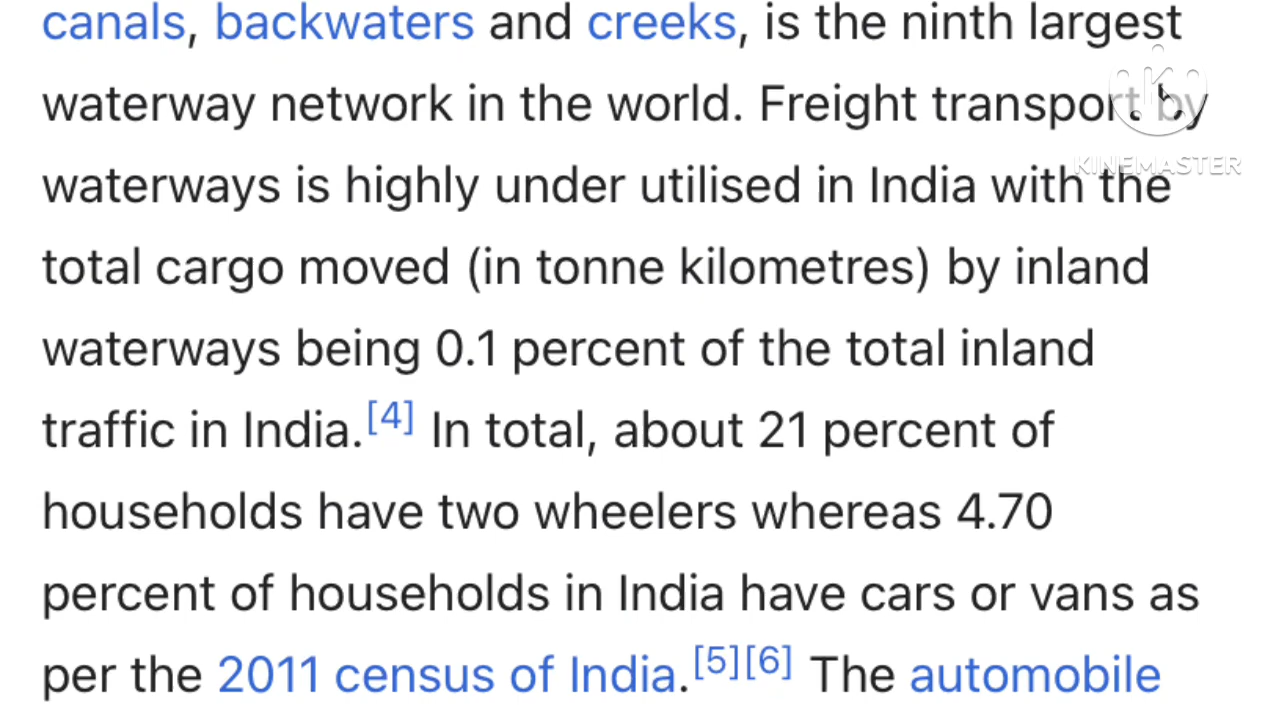 canals, backwaters and creeks, is the ninth largest
waterway network in the world. Freight transport by
waterways is highly under utilised in India with the
total cargo moved (in tonne kilometres) by inland
waterways being 0.1 percent of the total inland
traffic in India.[4] In total, about 21 percent of
households have two wheelers whereas 4.70
percent of households in India have cars or vans as
per the 2011 census of India.[5][6] The automobile
K
KINEMASTER